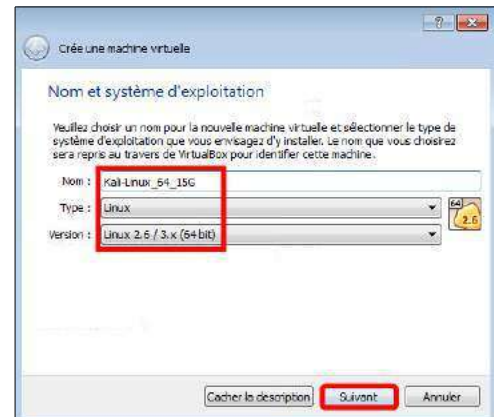 Crée une machine virtuelle
Nom et système d'exploitation
Veuillez choisir un nom pour la nouvelle machine virtuelle et sélectionner le type de
système d'exploitation que vous envisagez d'y installer. Le nom que vous choisirez
sera repris au travers de VirtualBox pour identifier cette machine.
Nom : Kali-Linux_64_15G
Type : Linux
64
2.6
Version : Linux 2.6 / 3.x (64 bit)
Cacher la description Suivant Annuler